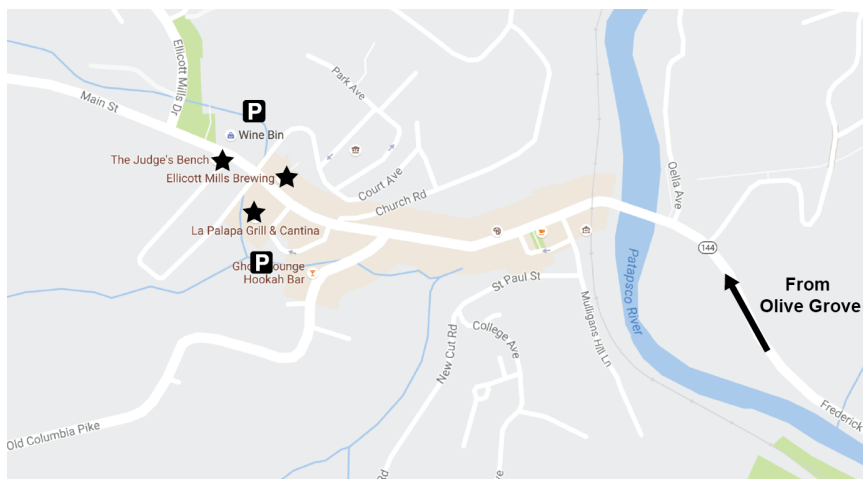 Ellicott Mills Dr
Main St
Park Ave
P
Wine Bin
The Judge's Bench
Ellicott Mills Brewing
Court Ave
Church Rd
Oella Ave
La Palapa Grill & Cantina
144
P
Lounge
Hookah Bar
From
Olive Grove
Patapsco River
St Paul St
New Cut Rd
College Ave
Mulligans Hill Ln
Frederick
Old Columbia Pike
Rd
ve